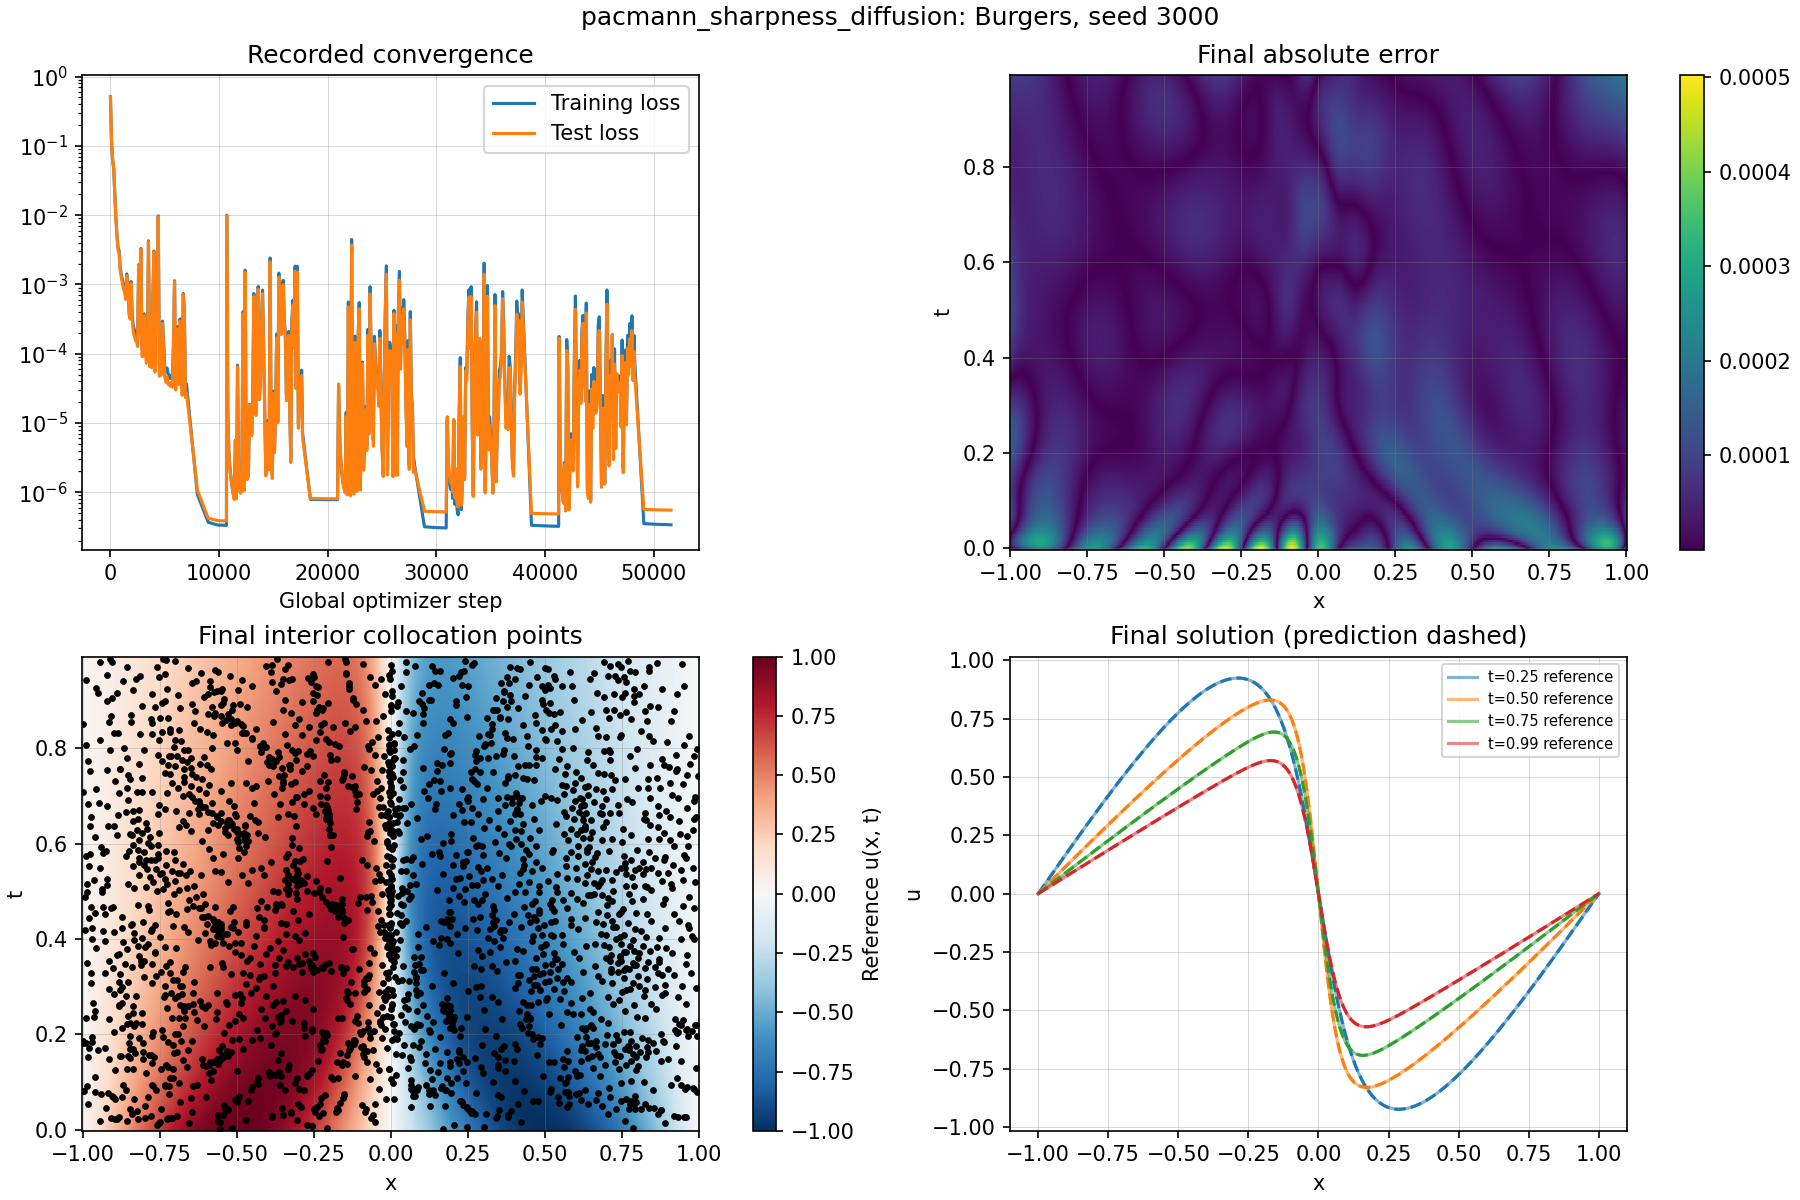 pacmann_sharpness_diffusion: Burgers, seed 3000
Recorded convergence
10⁰
10⁻¹
10⁻²
10⁻³
10⁻⁴
10⁻⁵
10⁻⁶
Training loss
Test loss
0 10000 20000 30000 40000 50000
Global optimizer step
Final absolute error
t
0.8
0.6
0.4
0.2
0.0
−1.00 −0.75 −0.50 −0.25 0.00 0.25 0.50 0.75 1.00
x
0.0005
0.0004
0.0003
0.0002
0.0001
Final interior collocation points
t
0.8
0.6
0.4
0.2
0.0
−1.00 −0.75 −0.50 −0.25 0.00 0.25 0.50 0.75 1.00
x
1.00
0.75
0.50
0.25
0.00
−0.25
−0.50
−0.75
−1.00
Reference u(x, t)
Final solution (prediction dashed)
u
1.00
0.75
0.50
0.25
0.00
−0.25
−0.50
−0.75
−1.00
t=0.25 reference
t=0.50 reference
t=0.75 reference
t=0.99 reference
−1.00 −0.75 −0.50 −0.25 0.00 0.25 0.50 0.75 1.00
x